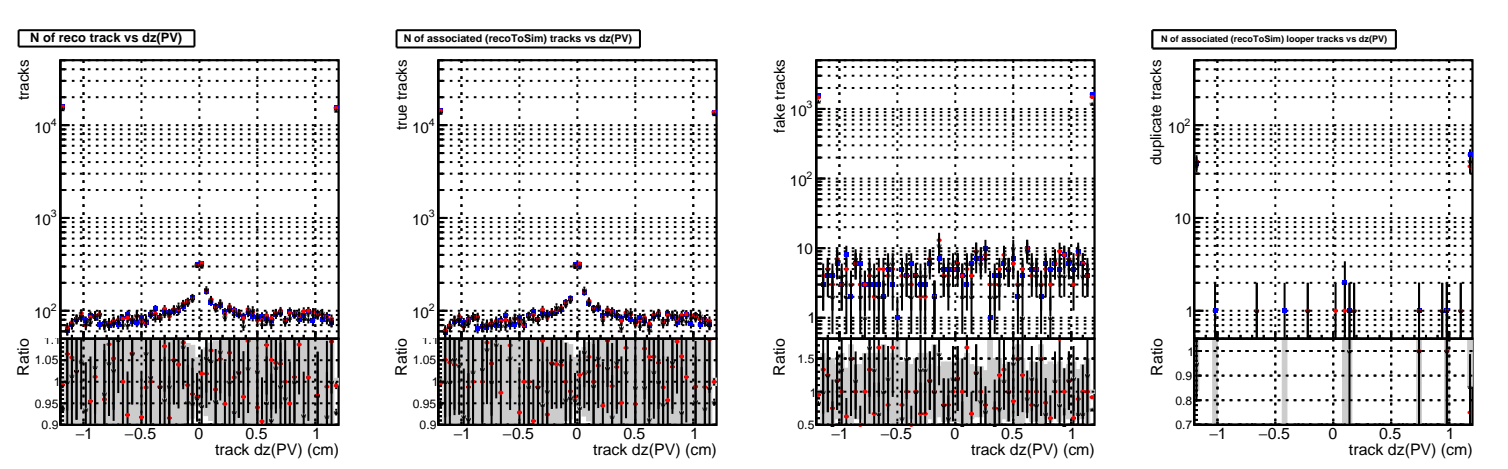 N of reco track vs dz(PV)
tracks
10^4
10^3
10^2
Ratio
1.1
1.05
1
0.95
0.9
−1 −0.5 0 0.5 1
track dz(PV) (cm)
N of associated (recoToSim) tracks vs dz(PV)
true tracks
10^4
10^3
10^2
Ratio
1.1
1.05
1
0.95
0.9
−1 −0.5 0 0.5 1
track dz(PV) (cm)
fake tracks
10^3
10^2
10
1
Ratio
1.5
1
0.5
−1 −0.5 0 0.5 1
track dz(PV) (cm)
N of associated (recoToSim) looper tracks vs dz(PV)
duplicate tracks
10^2
10
1
Ratio
1
0.9
0.8
0.7
−1 −0.5 0 0.5 1
track dz(PV) (cm)